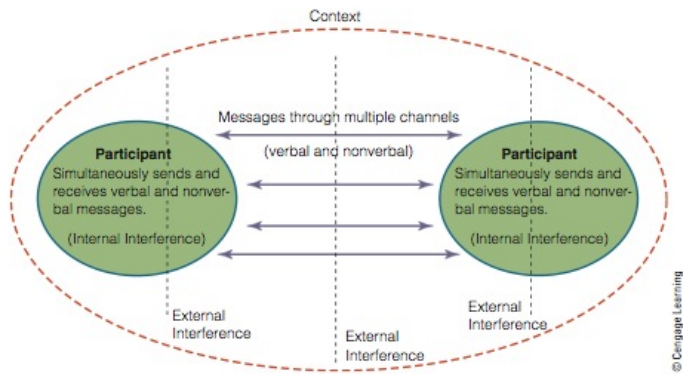 Context
Messages through multiple channels
(verbal and nonverbal)
Participant
Simultaneously sends and
receives verbal and nonver-
bal messages.
(Internal Interference)
Participant
Simultaneously sends and
receives verbal and nonver-
bal messages.
(Internal Interference)
External
Interference
External
Interference
External
Interference
© Cengage Learning